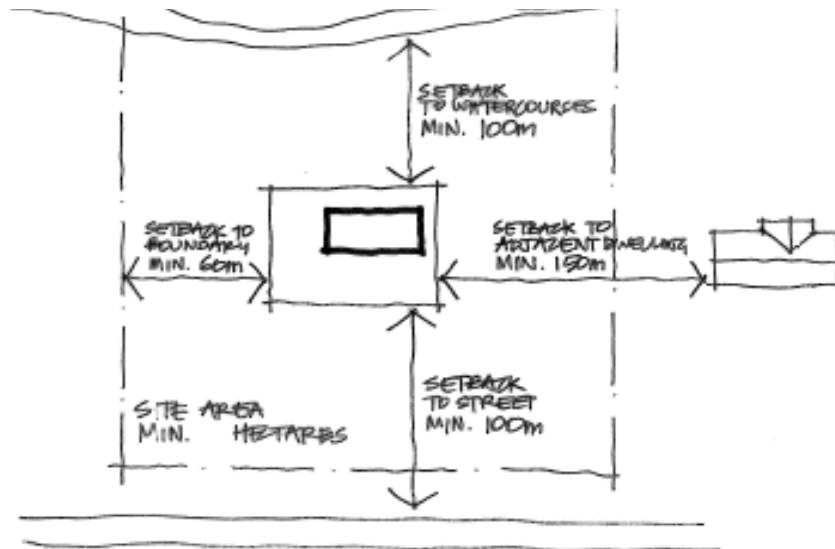 SETBACK
TO WATERCOURCES
MIN. 100m
SETBACK TO
BOUNDARY
MIN. 60m
SETBACK TO
ADJACENT DWELLING
MIN. 150m
SITE AREA
MIN. HECTARES
SETBACK
TO STREET
MIN. 100m